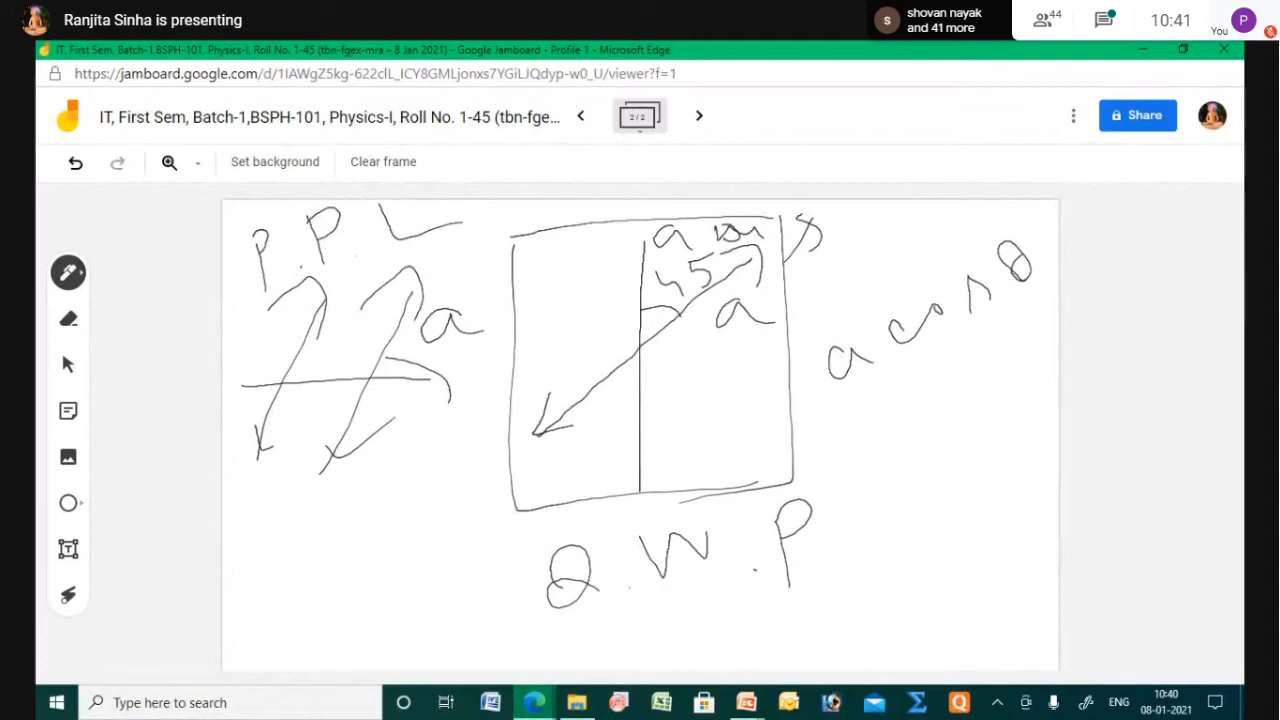 Ranjita Sinha is presenting
shovan nayak
and 41 more
44
10:41
You
P
s
IT, First Sem, Batch-1,BSPH-101, Physics-I, Roll No. 1-45 (tbn-fgex-mra – 8 Jan 2021) - Google Jamboard - Profile 1 - Microsoft Edge
https://jamboard.google.com/d/1IAWgZ5kg-622clL_ICY8GMLjonxs7YGiLJQdyp-w0_U/viewer?f=1
IT, First Sem, Batch-1,BSPH-101, Physics-I, Roll No. 1-45 (tbn-fge...
2 / 2
Share
Set background
Clear frame
P.P L
a
a
45
a
a cos θ
Q.W.P
Type here to search
ENG
10:40
08-01-2021